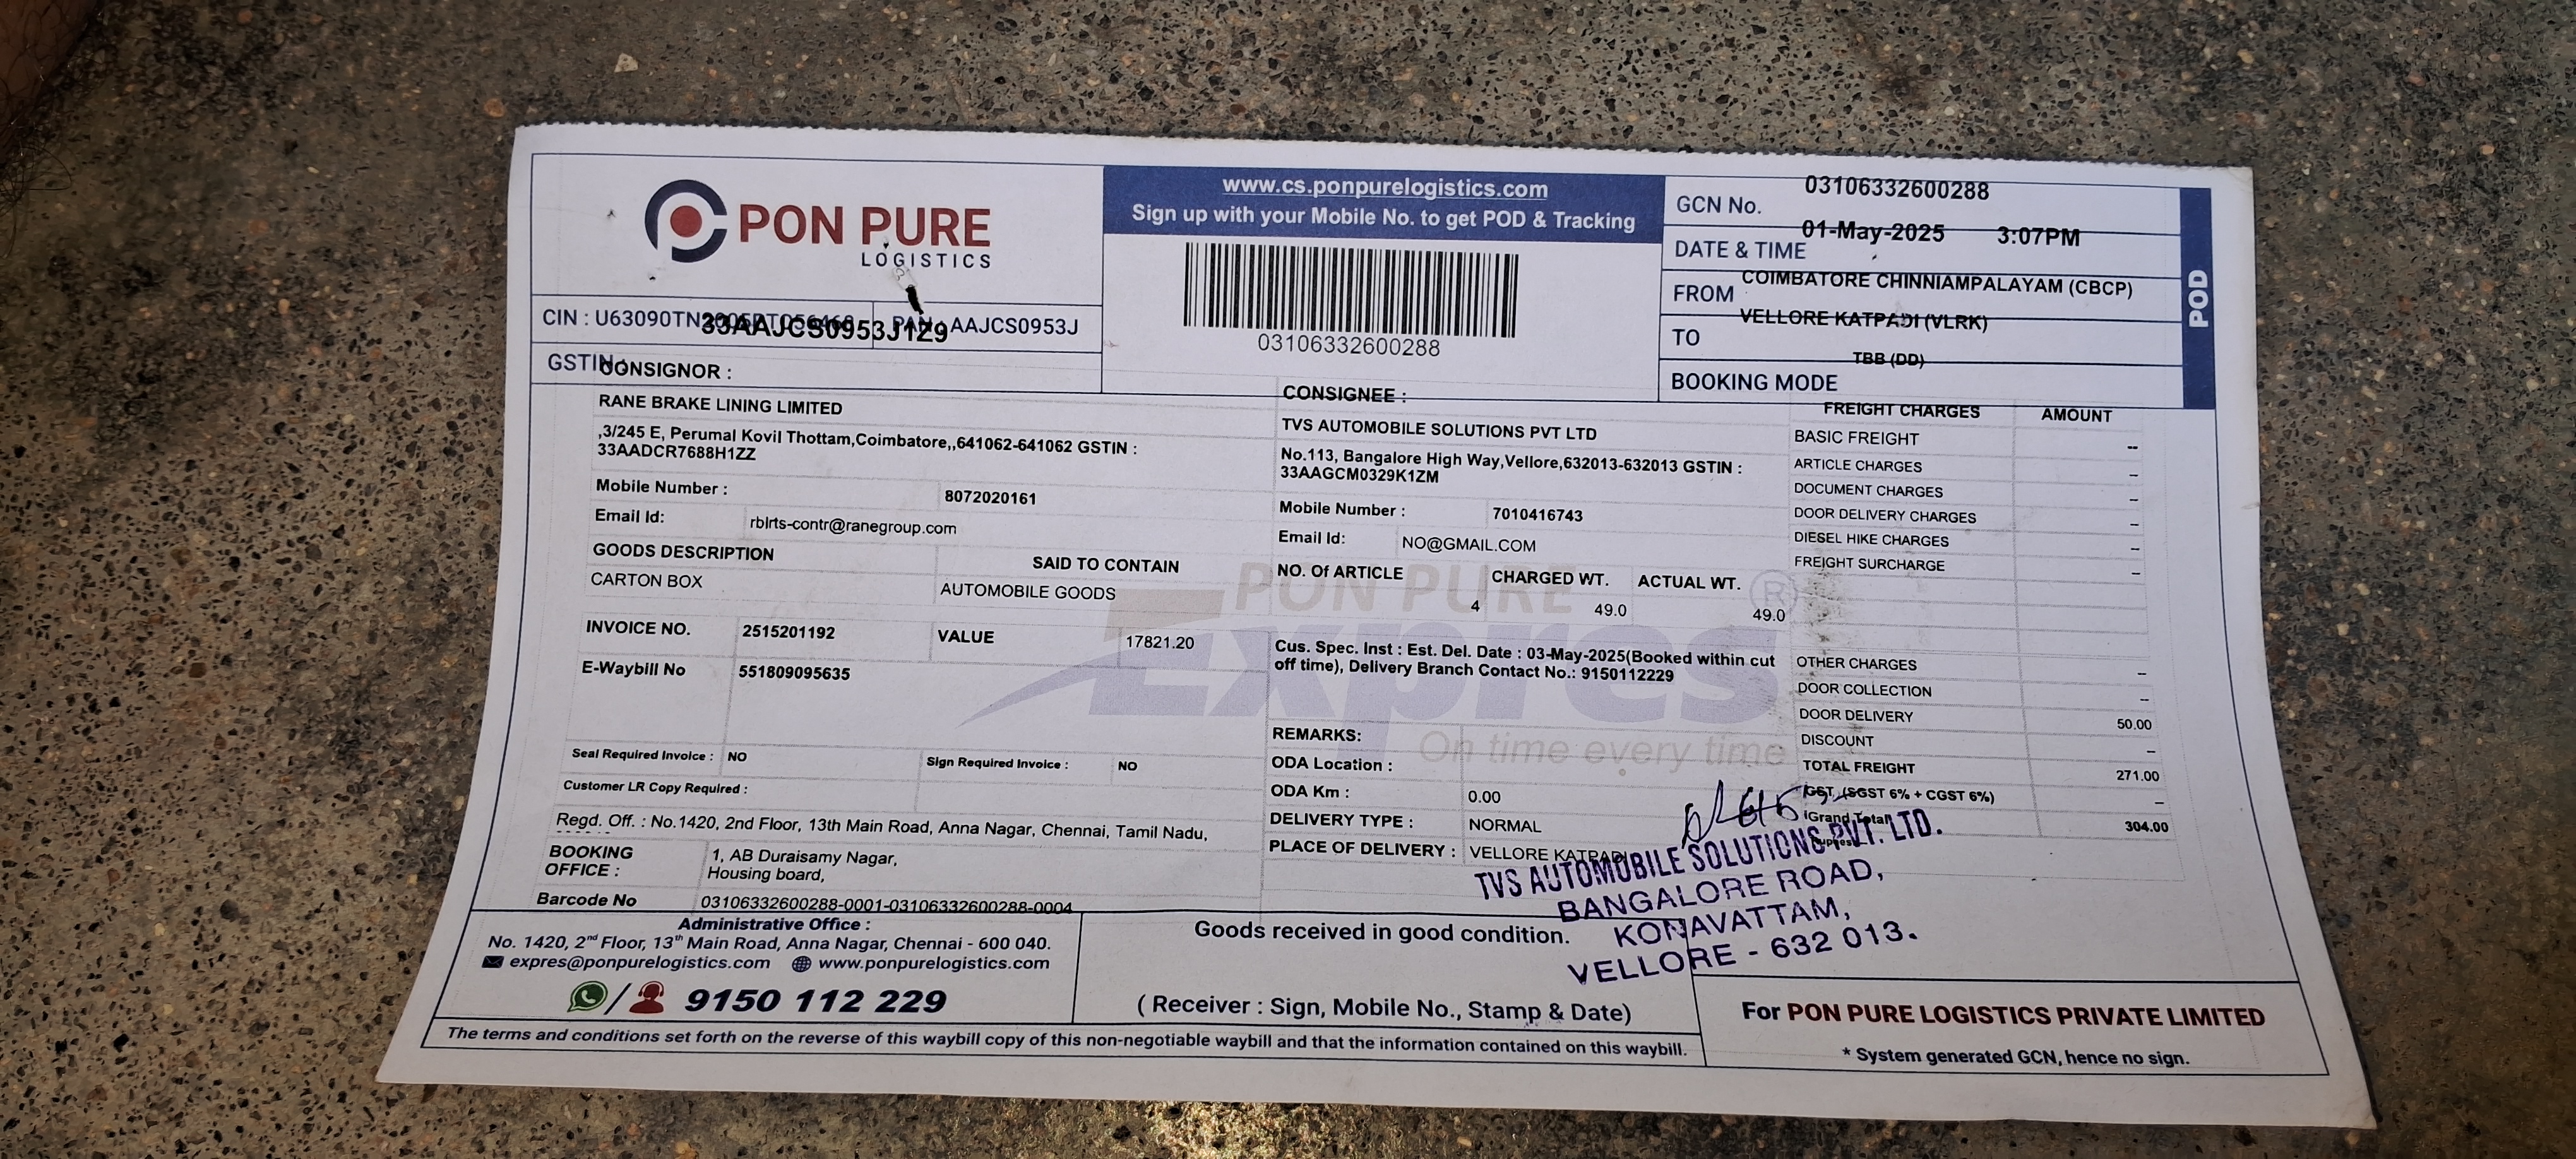 PON PURE
LOGISTICS
CIN : U63090TN
PAN : AAJCS0953J
33AAJCS0953J1Z9
GSTIN :
www.cs.ponpurelogistics.com
Sign up with your Mobile No. to get POD & Tracking
03106332600288
GCN No. 03106332600288
DATE & TIME 01-May-2025 3:07PM
FROM COIMBATORE CHINNIAMPALAYAM (CBCP)
TO VELLORE KATPADI (VLRK)
BOOKING MODE TBB (DD)
POD
CONSIGNOR :
RANE BRAKE LINING LIMITED
,3/245 E, Perumal Kovil Thottam,Coimbatore,,641062-641062 GSTIN :
33AADCR7688H1ZZ
Mobile Number : 8072020161
Email Id: rblrts-contr@ranegroup.com
GOODS DESCRIPTION SAID TO CONTAIN
CARTON BOX AUTOMOBILE GOODS
INVOICE NO. 2515201192 VALUE 17821.20
E-Waybill No 551809095635
Seal Required Invoice : NO Sign Required Invoice : NO
Customer LR Copy Required :
Regd. Off. : No.1420, 2nd Floor, 13th Main Road, Anna Nagar, Chennai, Tamil Nadu,
BOOKING OFFICE : 1, AB Duraisamy Nagar,
Housing board,
Barcode No 03106332600288-0001-03106332600288-0004
CONSIGNEE :
TVS AUTOMOBILE SOLUTIONS PVT LTD
No.113, Bangalore High Way,Vellore,632013-632013 GSTIN :
33AAGCM0329K1ZM
Mobile Number : 7010416743
Email Id: NO@GMAIL.COM
NO. Of ARTICLE CHARGED WT. ACTUAL WT.
4 49.0 49.0
PON PURE ®
Expres
On time every time
Cus. Spec. Inst : Est. Del. Date : 03-May-2025(Booked within cut
off time), Delivery Branch Contact No.: 9150112229
REMARKS:
ODA Location :
ODA Km : 0.00
DELIVERY TYPE : NORMAL
PLACE OF DELIVERY : VELLORE KATPADI
FREIGHT CHARGES AMOUNT
BASIC FREIGHT --
ARTICLE CHARGES --
DOCUMENT CHARGES --
DOOR DELIVERY CHARGES --
DIESEL HIKE CHARGES --
FREIGHT SURCHARGE --
OTHER CHARGES --
DOOR COLLECTION --
DOOR DELIVERY 50.00
DISCOUNT --
TOTAL FREIGHT 271.00
(SGST 6% + CGST 6%) --
Grand Total 304.00
TVS AUTOMOBILE SOLUTIONS PVT. LTD.
BANGALORE ROAD,
KONAVATTAM,
VELLORE - 632 013.
Administrative Office :
No. 1420, 2nd Floor, 13th Main Road, Anna Nagar, Chennai - 600 040.
expres@ponpurelogistics.com www.ponpurelogistics.com
9150 112 229
Goods received in good condition.
( Receiver : Sign, Mobile No., Stamp & Date)
For PON PURE LOGISTICS PRIVATE LIMITED
* System generated GCN, hence no sign.
The terms and conditions set forth on the reverse of this waybill copy of this non-negotiable waybill and that the information contained on this waybill.